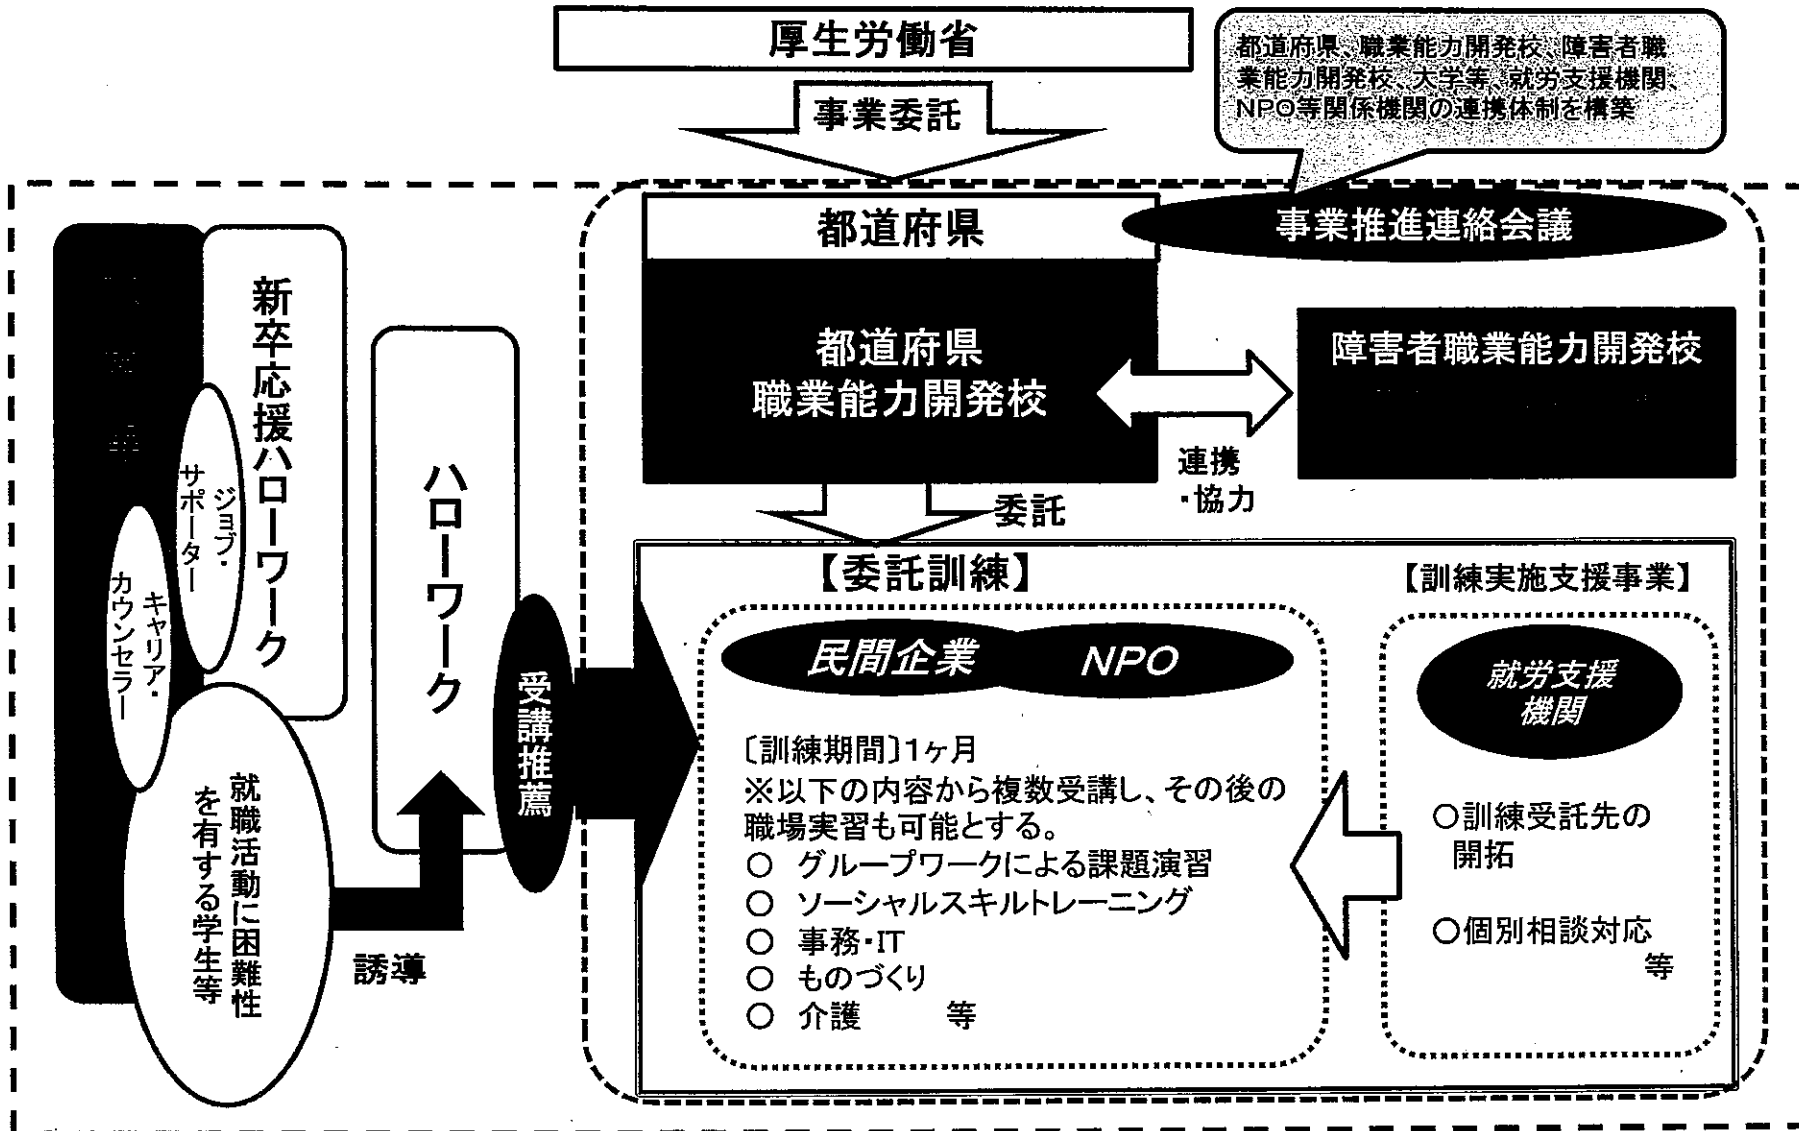 厚生労働省
事業委託
都道府県、職業能力開発校、障害者職
業能力開発校、大学等、就労支援機関、
NPO等関係機関の連携体制を構築
都道府県
事業推進連絡会議
都道府県
職業能力開発校
障害者職業能力開発校
連携
・協力
委託
新卒応援ハローワーク
ジョブ・
サポーター
キャリア・
カウンセラー
就職活動に困難性
を有する学生等
誘導
ハローワーク
受講推薦
【委託訓練】
民間企業
NPO
〔訓練期間〕1ヶ月
※以下の内容から複数受講し、その後の
職場実習も可能とする。
○ グループワークによる課題演習
○ ソーシャルスキルトレーニング
○ 事務・IT
○ ものづくり
○ 介護 等
【訓練実施支援事業】
就労支援
機関
○訓練受託先の
開拓
○個別相談対応
等